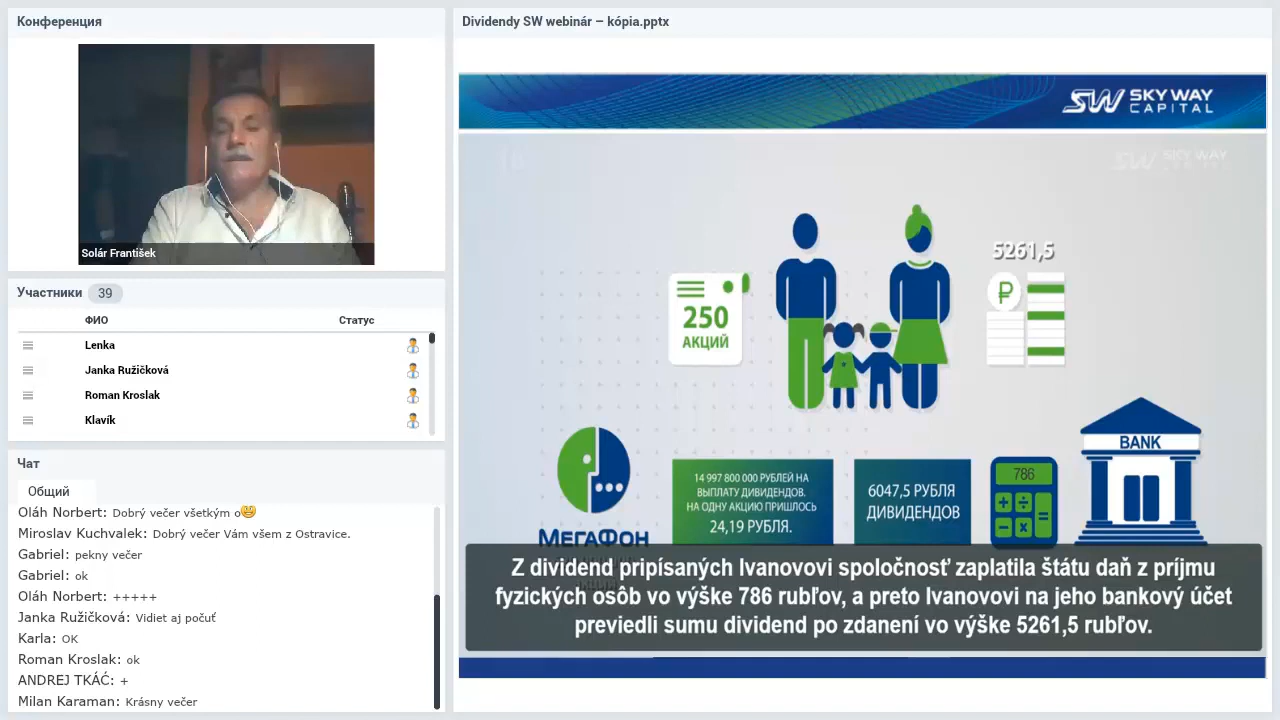 Конференция
Solár František
Участники 39
ФИО Статус
Lenka
Janka Ružičková
Roman Kroslak
Klavík
Чат
Общий
Oláh Norbert: Dobrý večer všetkým o
Miroslav Kuchvalek: Dobrý večer Vám všem z Ostravice.
Gabriel: pekny večer
Gabriel: ok
Oláh Norbert: +++++
Janka Ružičková: Vidiet aj počuť
Karla: OK
Roman Kroslak: ok
ANDREJ TKÁČ: +
Milan Karaman: Krásny večer
Dividendy SW webinár – kópia.pptx
SW SKY WAY
CAPITAL
SW SKY WAY
5261,5
₽
250
АКЦИЙ
МЕГАФОН
14 997 800 000 РУБЛЕЙ НА
ВЫПЛАТУ ДИВИДЕНДОВ.
НА ОДНУ АКЦИЮ ПРИШЛОСЬ
24,19 РУБЛЯ.
6047,5 РУБЛЯ
ДИВИДЕНДОВ
786
+ ÷
− × =
BANK
Z dividend pripísaných Ivanovovi spoločnosť zaplatila štátu daň z príjmu
fyzických osôb vo výške 786 rubľov, a preto Ivanovovi na jeho bankový účet
previedli sumu dividend po zdanení vo výške 5261,5 rubľov.